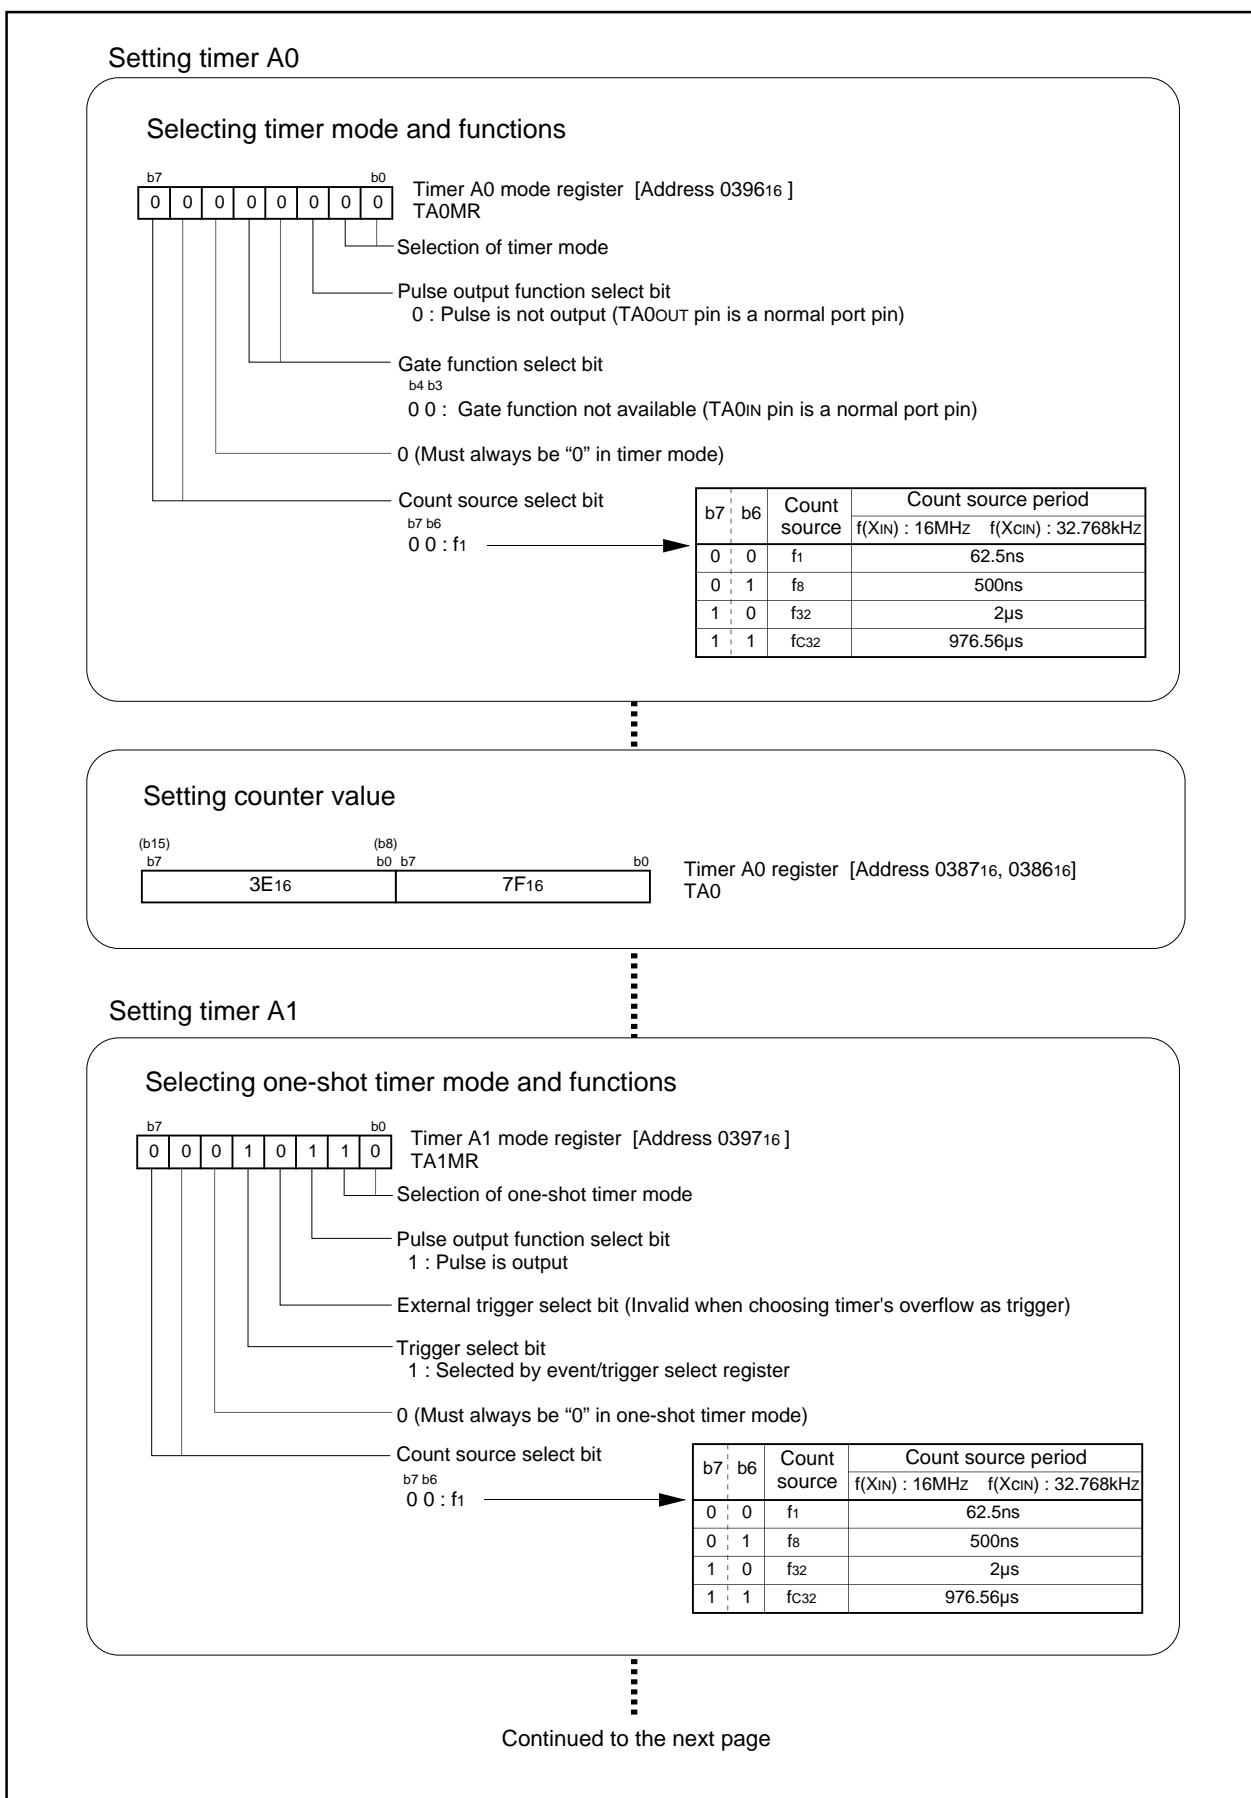 Setting timer A0
Selecting timer mode and functions
b7 b0
0 0 0 0 0 0 0 0
Timer A0 mode register [Address 039616 ]
TA0MR
Selection of timer mode
Pulse output function select bit
0 : Pulse is not output (TA0OUT pin is a normal port pin)
Gate function select bit
b4 b3
0 0 : Gate function not available (TA0IN pin is a normal port pin)
0 (Must always be “0” in timer mode)
Count source select bit
b7 b6
0 0 : f1
b7 b6 Count source Count source period
f(XIN) : 16MHz f(XCIN) : 32.768kHz
0 0 f1 62.5ns
0 1 f8 500ns
1 0 f32 2µs
1 1 fC32 976.56µs
Setting counter value
(b15) (b8)
b7 b0 b7 b0
3E16 7F16
Timer A0 register [Address 038716, 038616]
TA0
Setting timer A1
Selecting one-shot timer mode and functions
b7 b0
0 0 0 1 0 1 1 0
Timer A1 mode register [Address 039716 ]
TA1MR
Selection of one-shot timer mode
Pulse output function select bit
1 : Pulse is output
External trigger select bit (Invalid when choosing timer's overflow as trigger)
Trigger select bit
1 : Selected by event/trigger select register
0 (Must always be “0” in one-shot timer mode)
Count source select bit
b7 b6
0 0 : f1
b7 b6 Count source Count source period
f(XIN) : 16MHz f(XCIN) : 32.768kHz
0 0 f1 62.5ns
0 1 f8 500ns
1 0 f32 2µs
1 1 fC32 976.56µs
Continued to the next page